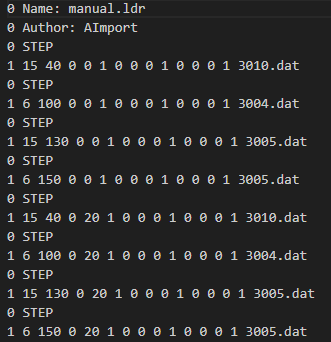 0 Name: manual.ldr
0 Author: AImport
0 STEP
1 15 40 0 0 1 0 0 0 1 0 0 0 1 3010.dat
0 STEP
1 6 100 0 0 1 0 0 0 1 0 0 0 1 3004.dat
0 STEP
1 15 130 0 0 1 0 0 0 1 0 0 0 1 3005.dat
0 STEP
1 6 150 0 0 1 0 0 0 1 0 0 0 1 3005.dat
0 STEP
1 15 40 0 20 1 0 0 0 1 0 0 0 1 3010.dat
0 STEP
1 6 100 0 20 1 0 0 0 1 0 0 0 1 3004.dat
0 STEP
1 15 130 0 20 1 0 0 0 1 0 0 0 1 3005.dat
0 STEP
1 6 150 0 20 1 0 0 0 1 0 0 0 1 3005.dat